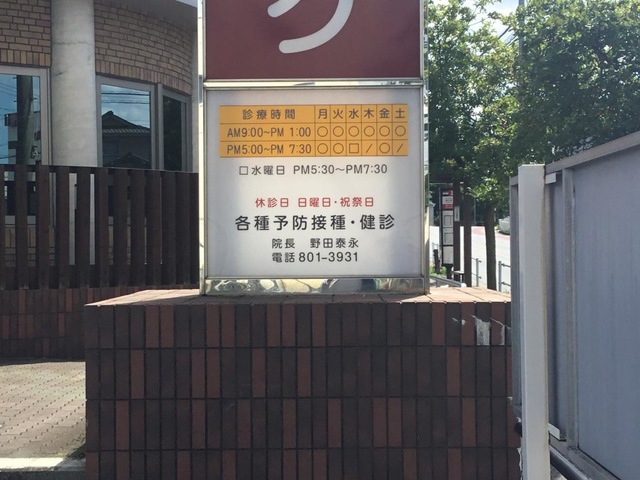 診療時間 月 火 水 木 金 土
AM9:00~PM 1:00 ○ ○ ○ ○ ○ ○
PM5:00~PM 7:30 ○ ○ □ / ○ /
□水曜日 PM5:30~PM7:30
休診日 日曜日・祝祭日
各種予防接種・健診
院長 野田泰永
電話 801-3931